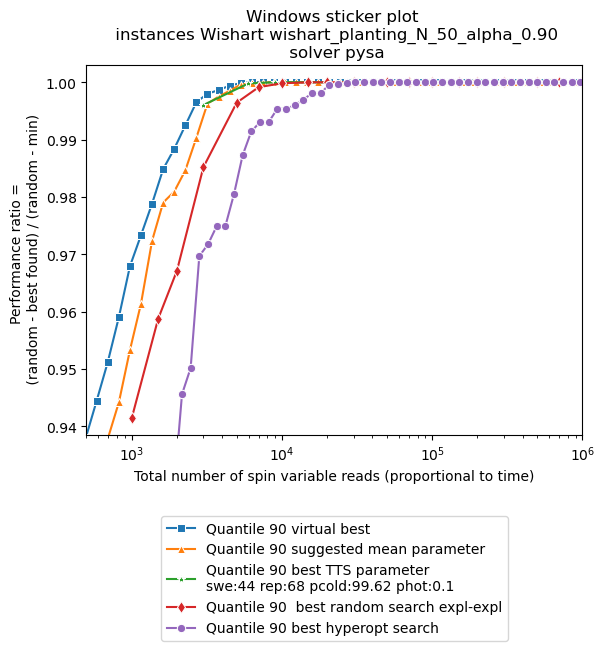 Windows sticker plot
instances Wishart wishart_planting_N_50_alpha_0.90
solver pysa
Performance ratio =
(random - best found) / (random - min)
1.00
0.99
0.98
0.97
0.96
0.95
0.94
10^3
10^4
10^5
10^6
Total number of spin variable reads (proportional to time)
Quantile 90 virtual best
Quantile 90 suggested mean parameter
Quantile 90 best TTS parameter
swe:44 rep:68 pcold:99.62 phot:0.1
Quantile 90  best random search expl-expl
Quantile 90 best hyperopt search